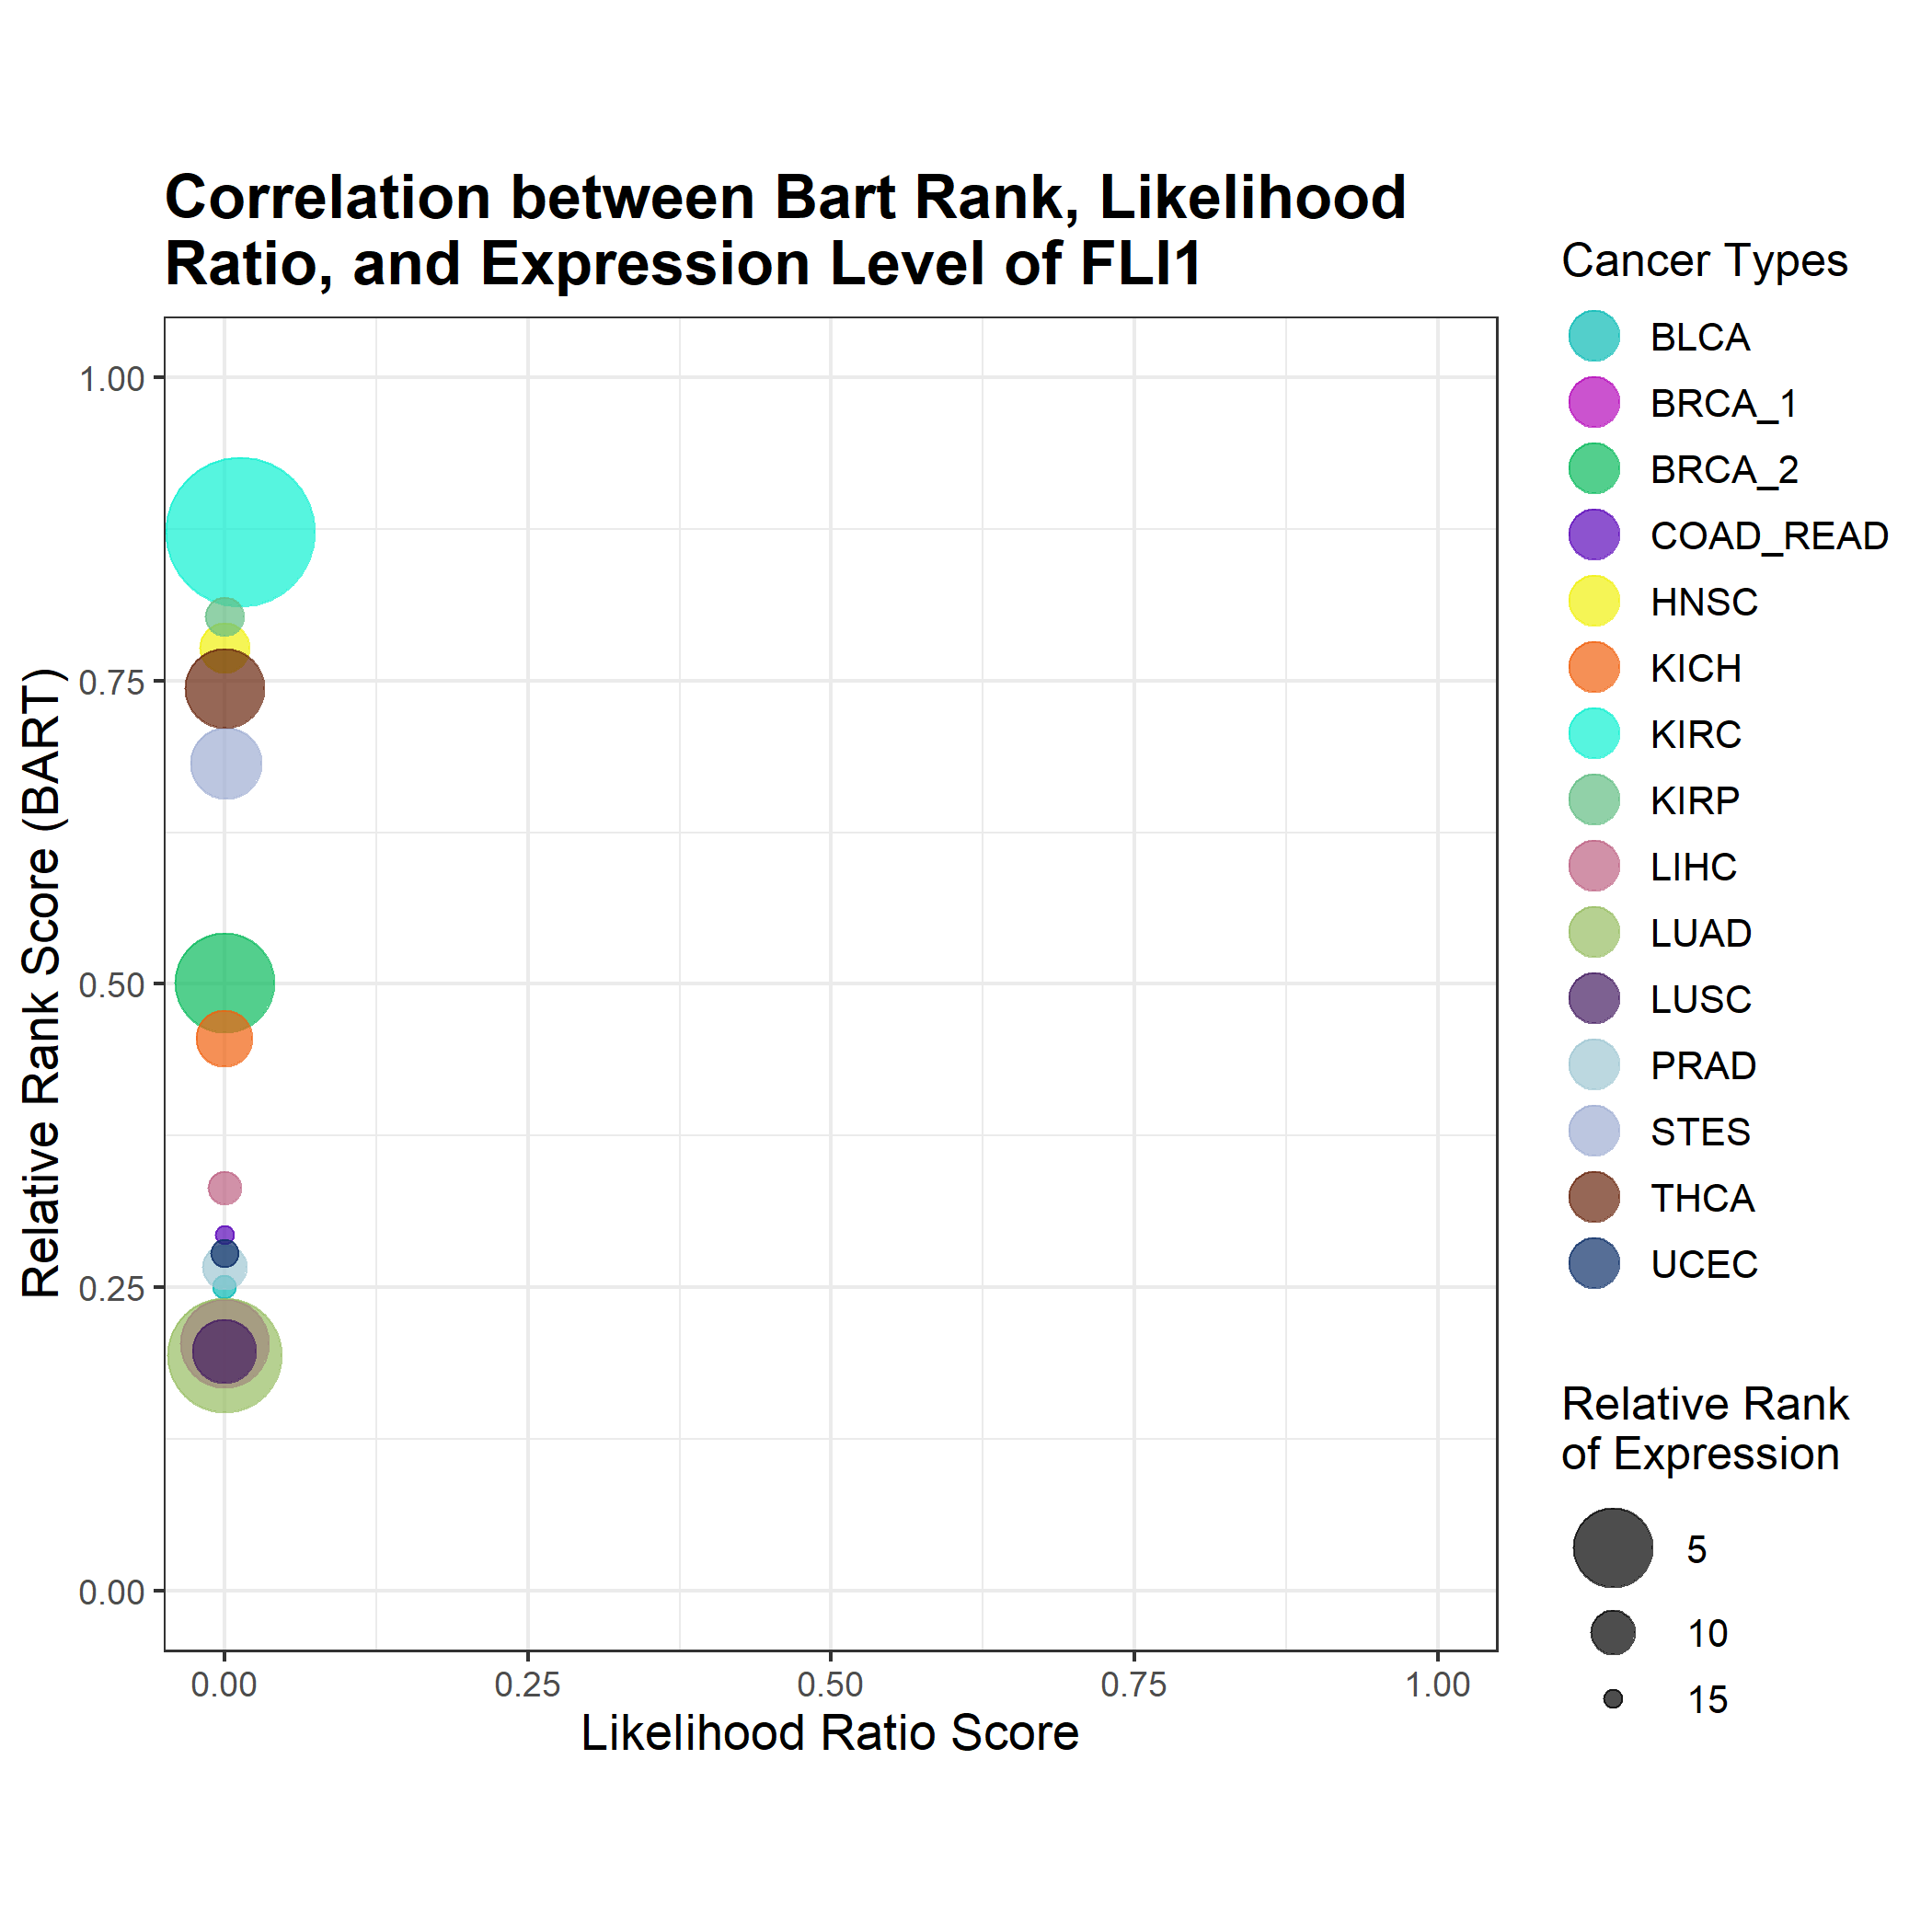 Correlation between Bart Rank, Likelihood
Ratio, and Expression Level of FLI1
Relative Rank Score (BART)
1.00
0.75
0.50
0.25
0.00
0.00 0.25 0.50 0.75 1.00
Likelihood Ratio Score
Cancer Types
BLCA
BRCA_1
BRCA_2
COAD_READ
HNSC
KICH
KIRC
KIRP
LIHC
LUAD
LUSC
PRAD
STES
THCA
UCEC
Relative Rank
of Expression
5
10
15